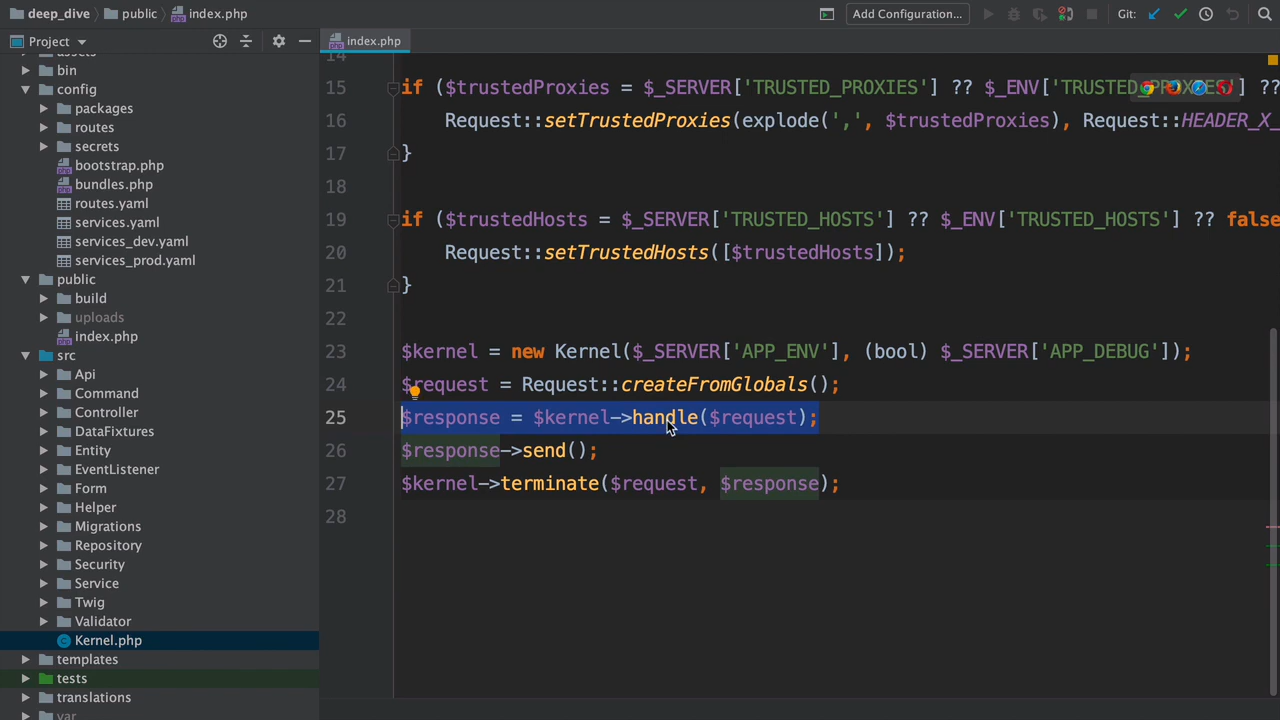 deep_dive public index.php
Add Configuration... Git:
Project
index.php
assets
bin
config
packages
routes
secrets
bootstrap.php
bundles.php
routes.yaml
services.yaml
services_dev.yaml
services_prod.yaml
public
build
uploads
index.php
src
Api
Command
Controller
DataFixtures
Entity
EventListener
Form
Helper
Migrations
Repository
Security
Service
Twig
Validator
Kernel.php
templates
tests
translations
var
14
15 if ($trustedProxies = $_SERVER['TRUSTED_PROXIES'] ?? $_ENV['TRUSTED_PROXIES'] ??
16 Request::setTrustedProxies(explode(',', $trustedProxies), Request::HEADER_X_
17 }
18
19 if ($trustedHosts = $_SERVER['TRUSTED_HOSTS'] ?? $_ENV['TRUSTED_HOSTS'] ?? false
20 Request::setTrustedHosts([$trustedHosts]);
21 }
22
23 $kernel = new Kernel($_SERVER['APP_ENV'], (bool) $_SERVER['APP_DEBUG']);
24 $request = Request::createFromGlobals();
25 $response = $kernel->handle($request);
26 $response->send();
27 $kernel->terminate($request, $response);
28